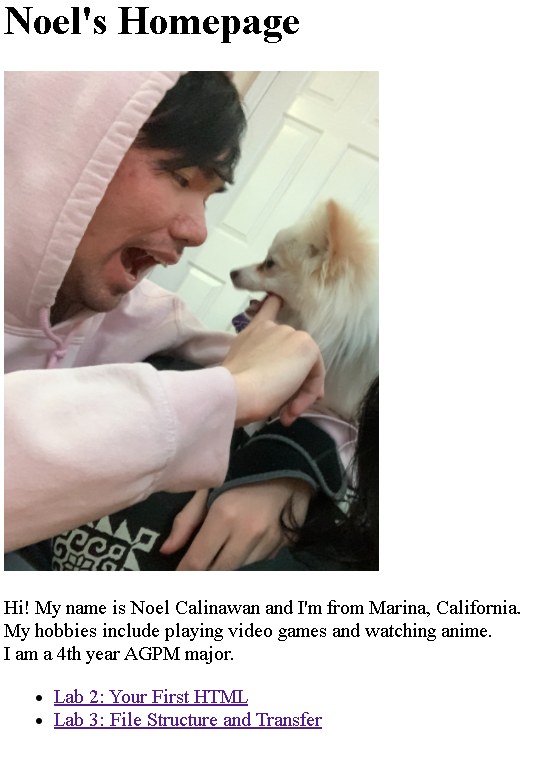 Noel's Homepage
Hi! My name is Noel Calinawan and I'm from Marina, California.
My hobbies include playing video games and watching anime.
I am a 4th year AGPM major.
Lab 2: Your First HTML
Lab 3: File Structure and Transfer